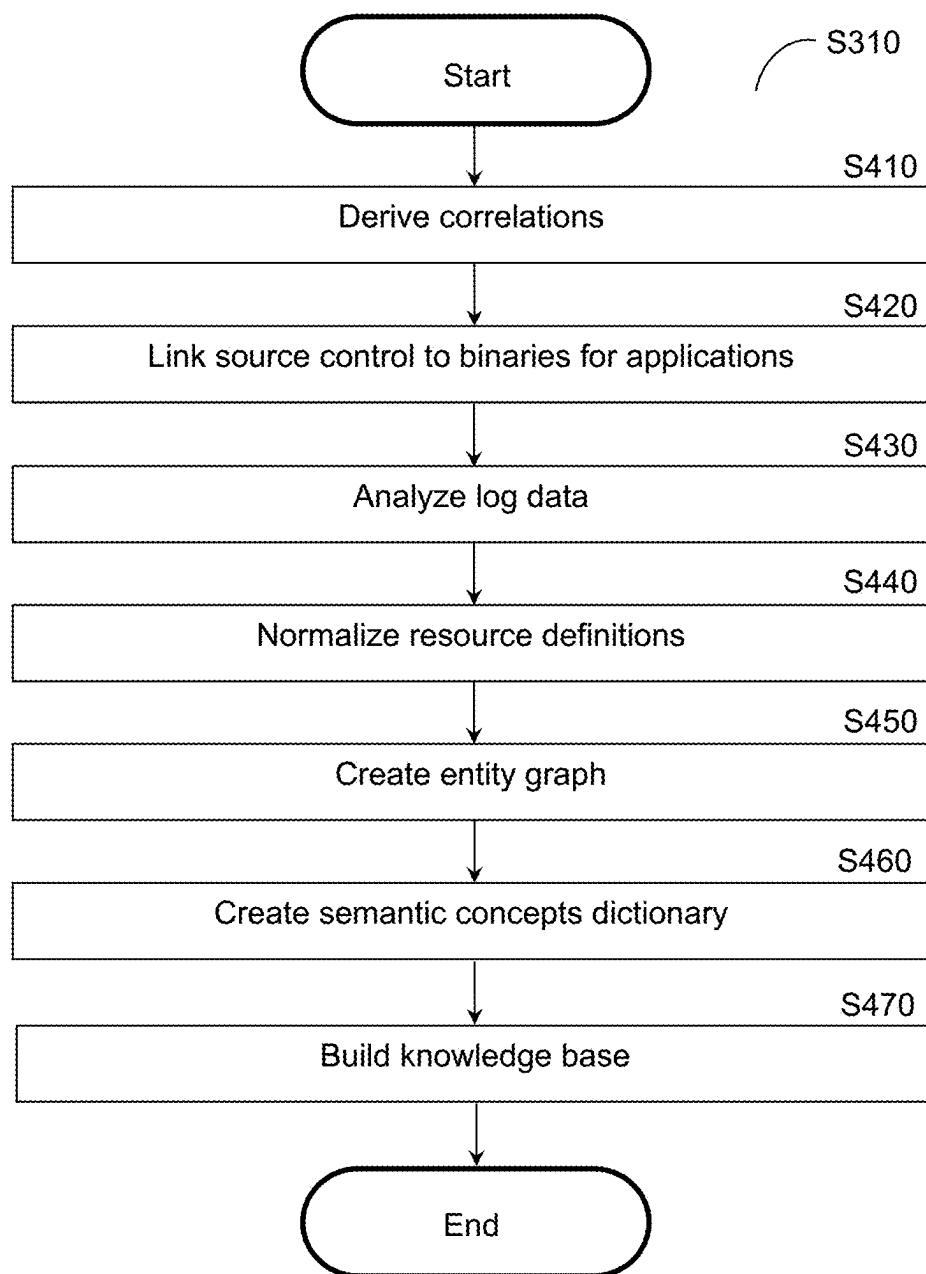 Start
S310
S410
Derive correlations
S420
Link source control to binaries for applications
S430
Analyze log data
S440
Normalize resource definitions
S450
Create entity graph
S460
Create semantic concepts dictionary
S470
Build knowledge base
End